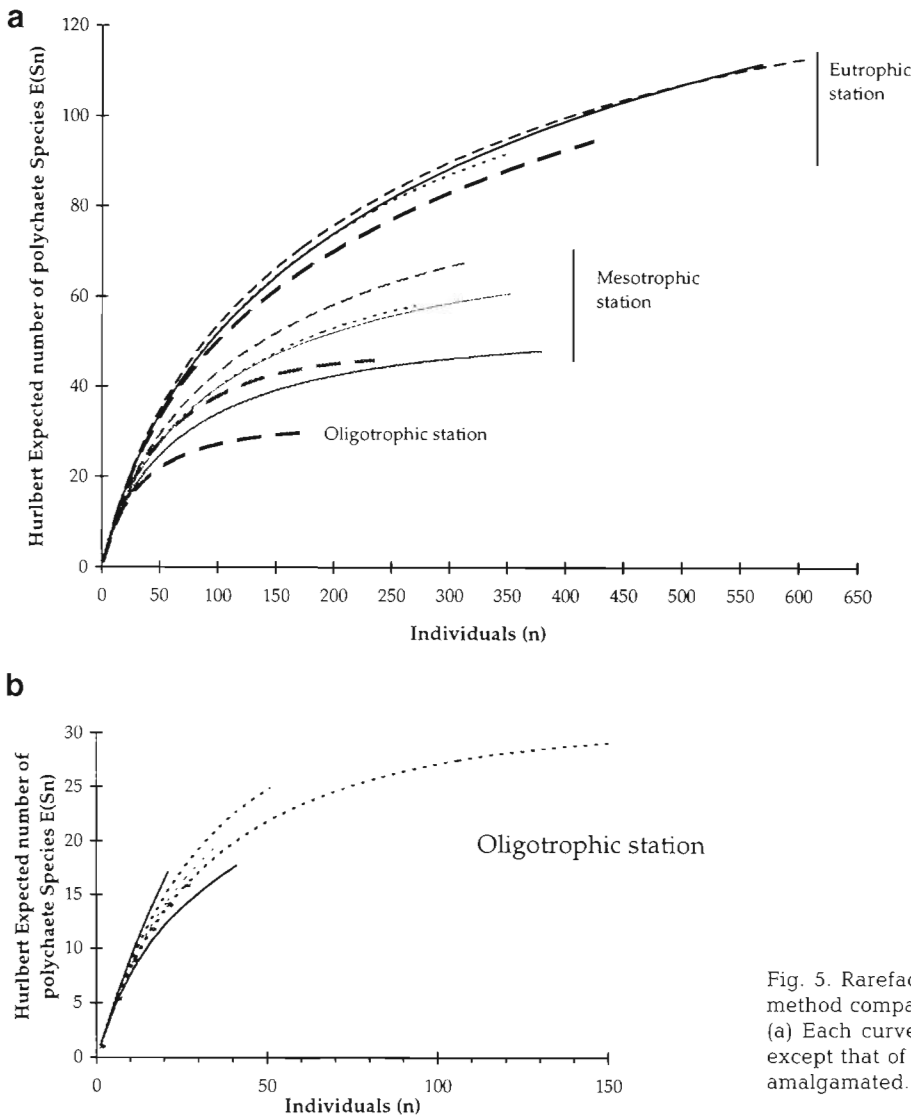 a
Hurlbert Expected number of polychaete Species E(Sn)
120
100
80
60
40
20
0
0 50 100 150 200 250 300 350 400 450 500 550 600 650
Individuals (n)
Eutrophic
station
Mesotrophic
station
Oligotrophic station
b
Hurlbert Expected number of
polychaete Species E(Sn)
30
25
20
15
10
5
0
0 50 100 150
Individuals (n)
Oligotrophic station
Fig. 5. Rarefac
method compa
(a) Each curve
except that of
amalgamated.